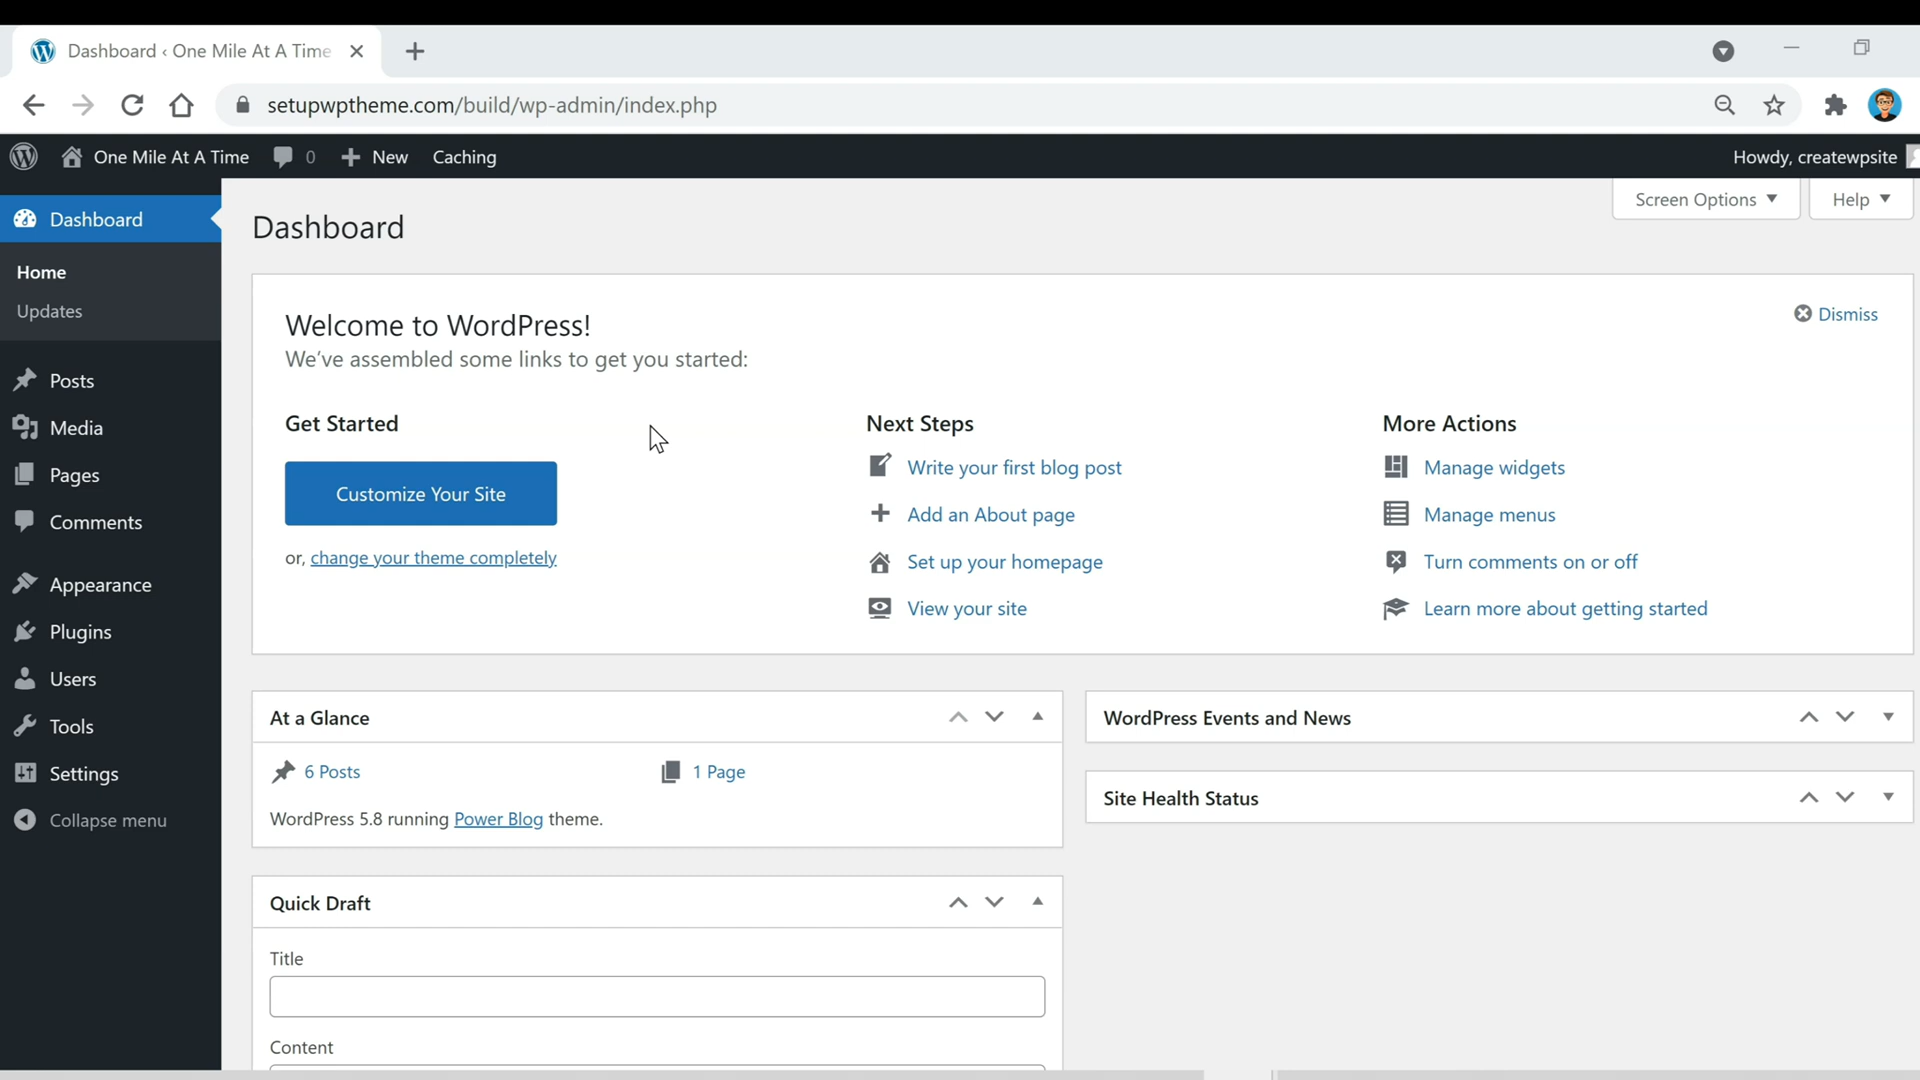 Dashboard ‹ One Mile At A Time
setupwptheme.com/build/wp-admin/index.php
One Mile At A Time 0 New Caching Howdy, createwpsite
Dashboard
Home
Updates
Posts
Media
Pages
Comments
Appearance
Plugins
Users
Tools
Settings
Collapse menu
Screen Options Help
Dashboard
Welcome to WordPress!
Dismiss
We've assembled some links to get you started:
Get Started
Customize Your Site
or, change your theme completely
Next Steps
Write your first blog post
Add an About page
Set up your homepage
View your site
More Actions
Manage widgets
Manage menus
Turn comments on or off
Learn more about getting started
At a Glance
6 Posts 1 Page
WordPress 5.8 running Power Blog theme.
Quick Draft
Title
Content
WordPress Events and News
Site Health Status